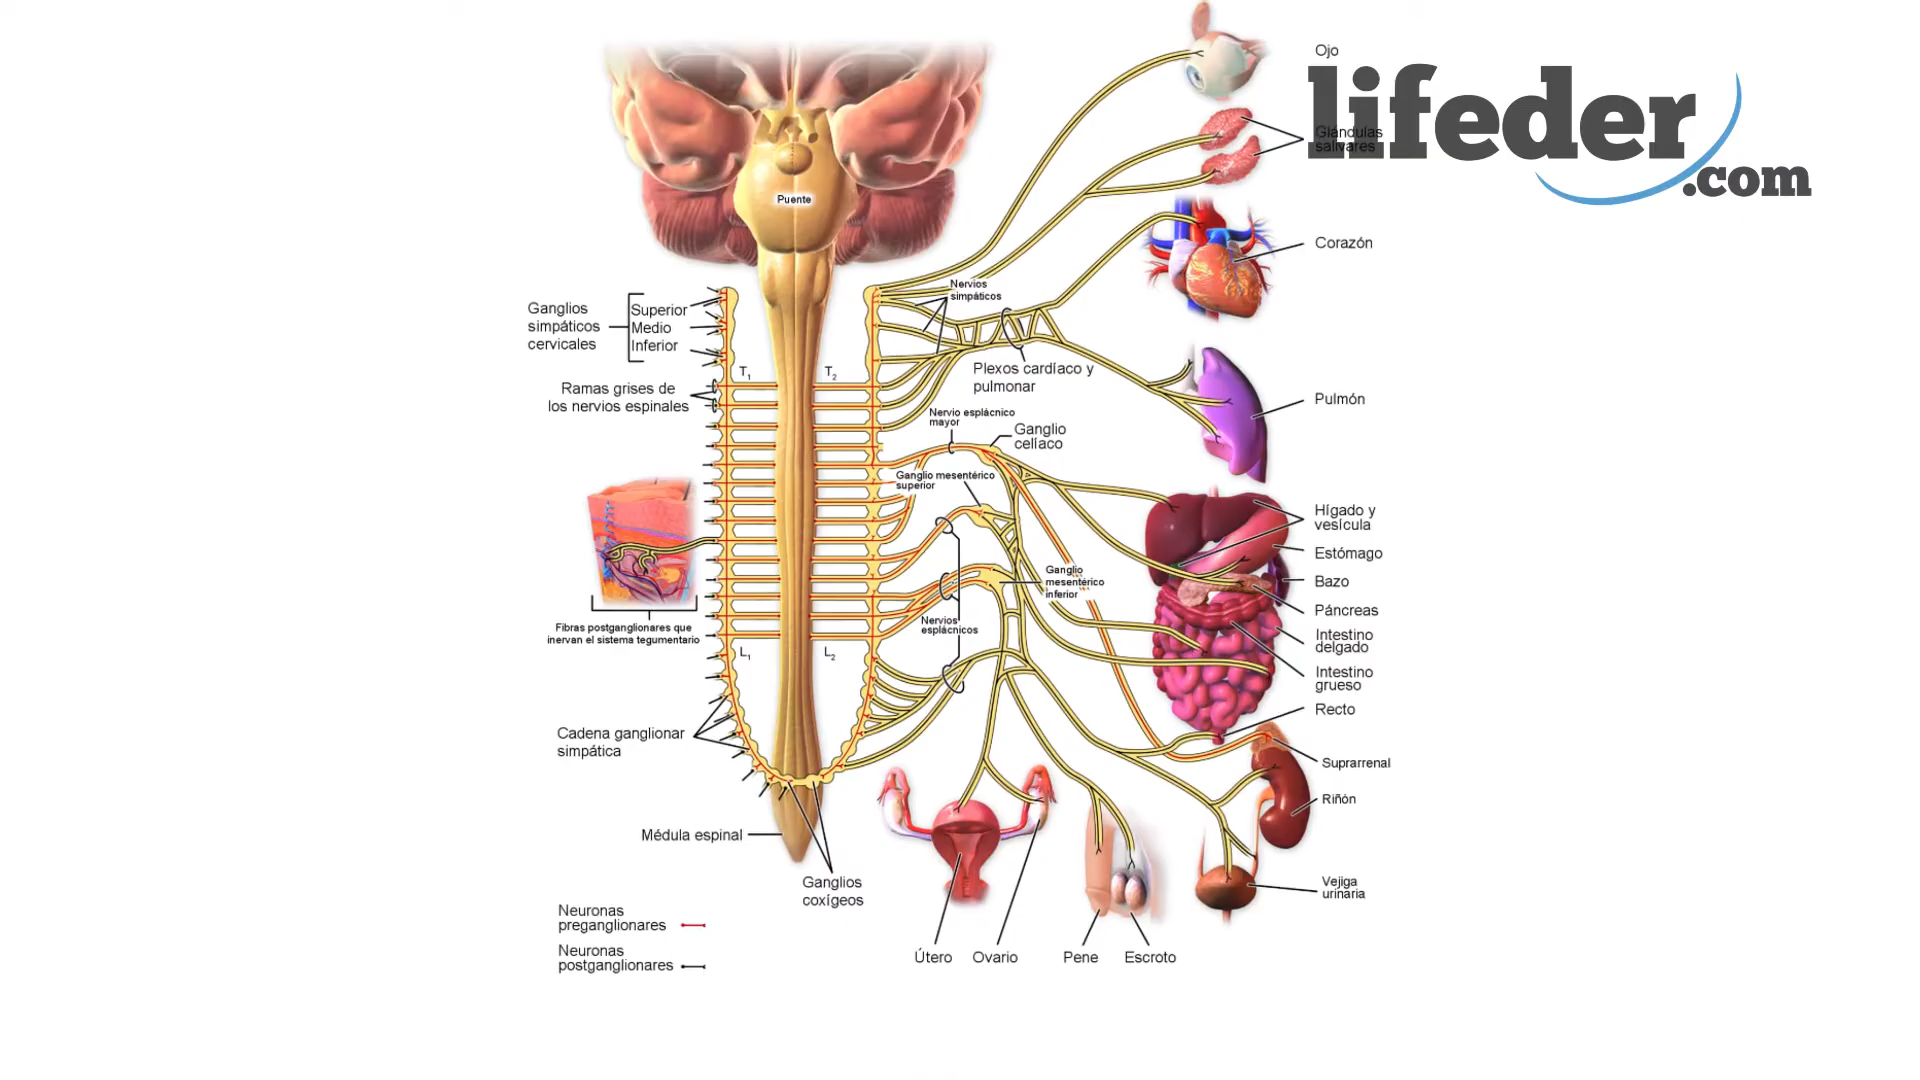 Ojo
lifeder
.com
Glándulas
salivares
Puente
Corazón
Nervios
simpáticos
Ganglios
simpáticos
cervicales
Superior
Medio
Inferior
T1
T2
Plexos cardíaco y
pulmonar
Ramas grises de
los nervios espinales
Pulmón
Nervio esplácnico
mayor
Ganglio
celíaco
Ganglio mesentérico
superior
Hígado y
vesícula
Estómago
Bazo
Páncreas
Intestino
delgado
Intestino
grueso
Recto
Ganglio
mesentérico
inferior
Nervios
esplácnicos
Fibras postganglionares que
inervan el sistema tegumentario
L1
L2
Cadena ganglionar
simpática
Suprarrenal
Riñón
Médula espinal
Ganglios
coxígeos
Vejiga
urinaria
Neuronas
preganglionares
Neuronas
postganglionares
Útero
Ovario
Pene
Escroto